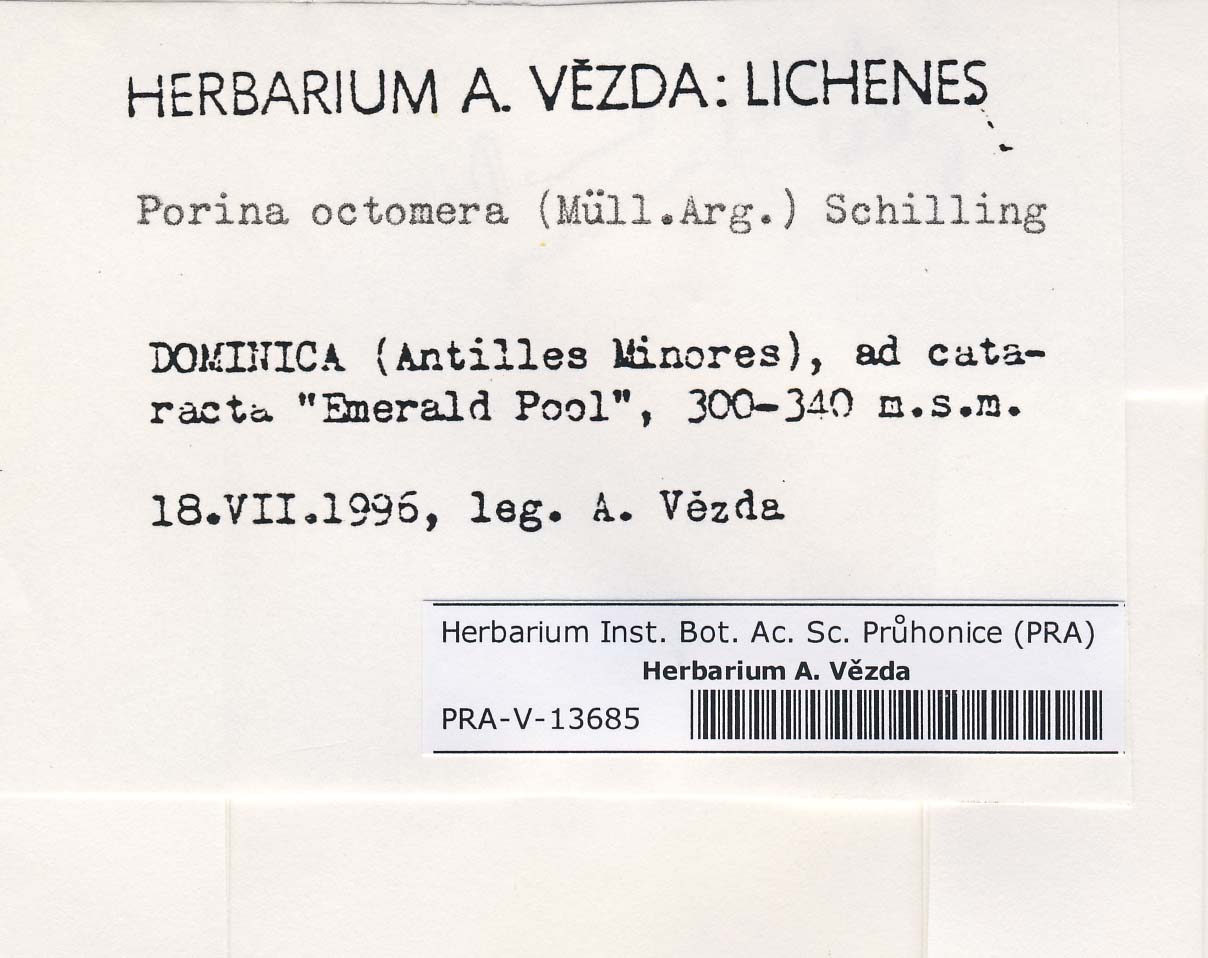 HERBARIUM A. VĚZDA: LICHENES
Porina octomera (Müll.Arg.) Schilling
DOMINICA (Antilles Minores), ad cata-
racta "Emerald Pool", 300-340 m.s.m.
18.VII.1996, leg. A. Vězda
Herbarium Inst. Bot. Ac. Sc. Průhonice (PRA)
Herbarium A. Vězda
PRA-V-13685